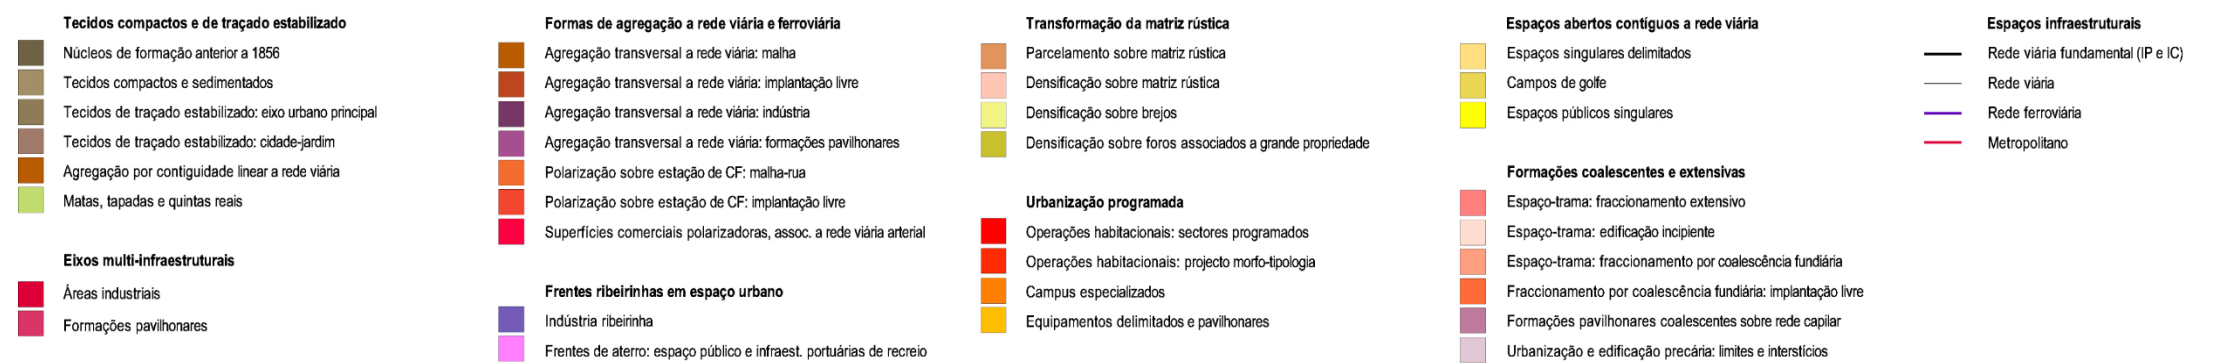 Tecidos compactos e de traçado estabilizado
Núcleos de formação anterior a 1856
Tecidos compactos e sedimentados
Tecidos de traçado estabilizado: eixo urbano principal
Tecidos de traçado estabilizado: cidade-jardim
Agregação por contiguidade linear a rede viária
Matas, tapadas e quintas reais
Eixos multi-infraestruturais
Áreas industriais
Formações pavilhonares
Formas de agregação a rede viária e ferroviária
Agregação transversal a rede viária: malha
Agregação transversal a rede viária: implantação livre
Agregação transversal a rede viária: indústria
Agregação transversal a rede viária: formações pavilhonares
Polarização sobre estação de CF: malha-rua
Polarização sobre estação de CF: implantação livre
Superfícies comerciais polarizadoras, assoc. a rede viária arterial
Frentes ribeirinhas em espaço urbano
Indústria ribeirinha
Frentes de aterro: espaço público e infraest. portuárias de recreio
Transformação da matriz rústica
Parcelamento sobre matriz rústica
Densificação sobre matriz rústica
Densificação sobre brejos
Densificação sobre foros associados a grande propriedade
Urbanização programada
Operações habitacionais: sectores programados
Operações habitacionais: projecto morfo-tipologia
Campus especializados
Equipamentos delimitados e pavilhonares
Espaços abertos contíguos a rede viária
Espaços singulares delimitados
Campos de golfe
Espaços públicos singulares
Formações coalescentes e extensivas
Espaço-trama: fraccionamento extensivo
Espaço-trama: edificação incipiente
Espaço-trama: fraccionamento por coalescência fundiária
Fraccionamento por coalescência fundiária: implantação livre
Formações pavilhonares coalescentes sobre rede capilar
Urbanização e edificação precária: limites e interstícios
Espaços infraestruturais
Rede viária fundamental (IP e IC)
Rede viária
Rede ferroviária
Metropolitano